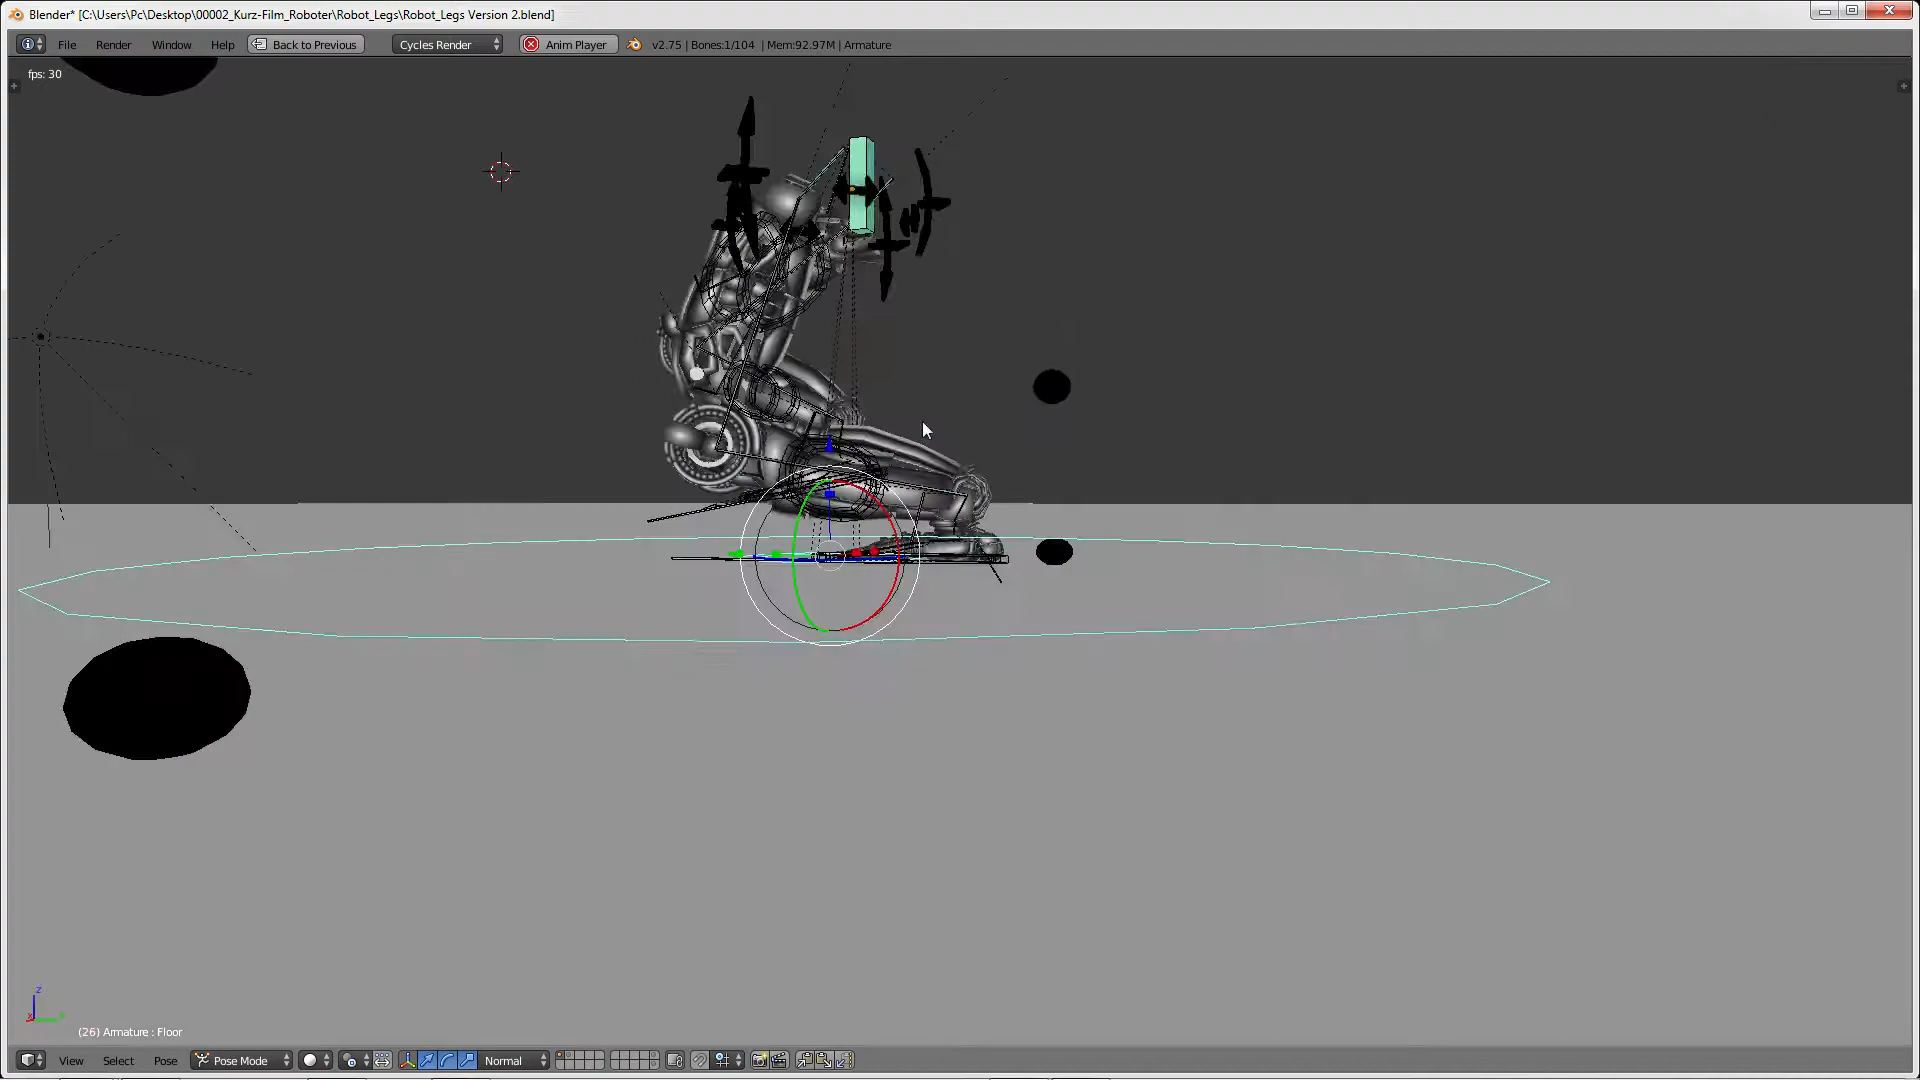 Blender* [C:\Users\Pc\Desktop\00002_Kurz-Film_Roboter\Robot_Legs\Robot_Legs Version 2.blend]
File Render Window Help Back to Previous Cycles Render Anim Player v2.75 | Bones:1/104 | Mem:92.97M | Armature
fps: 30
z
(26) Armature : Floor
View Select Pose Pose Mode Normal